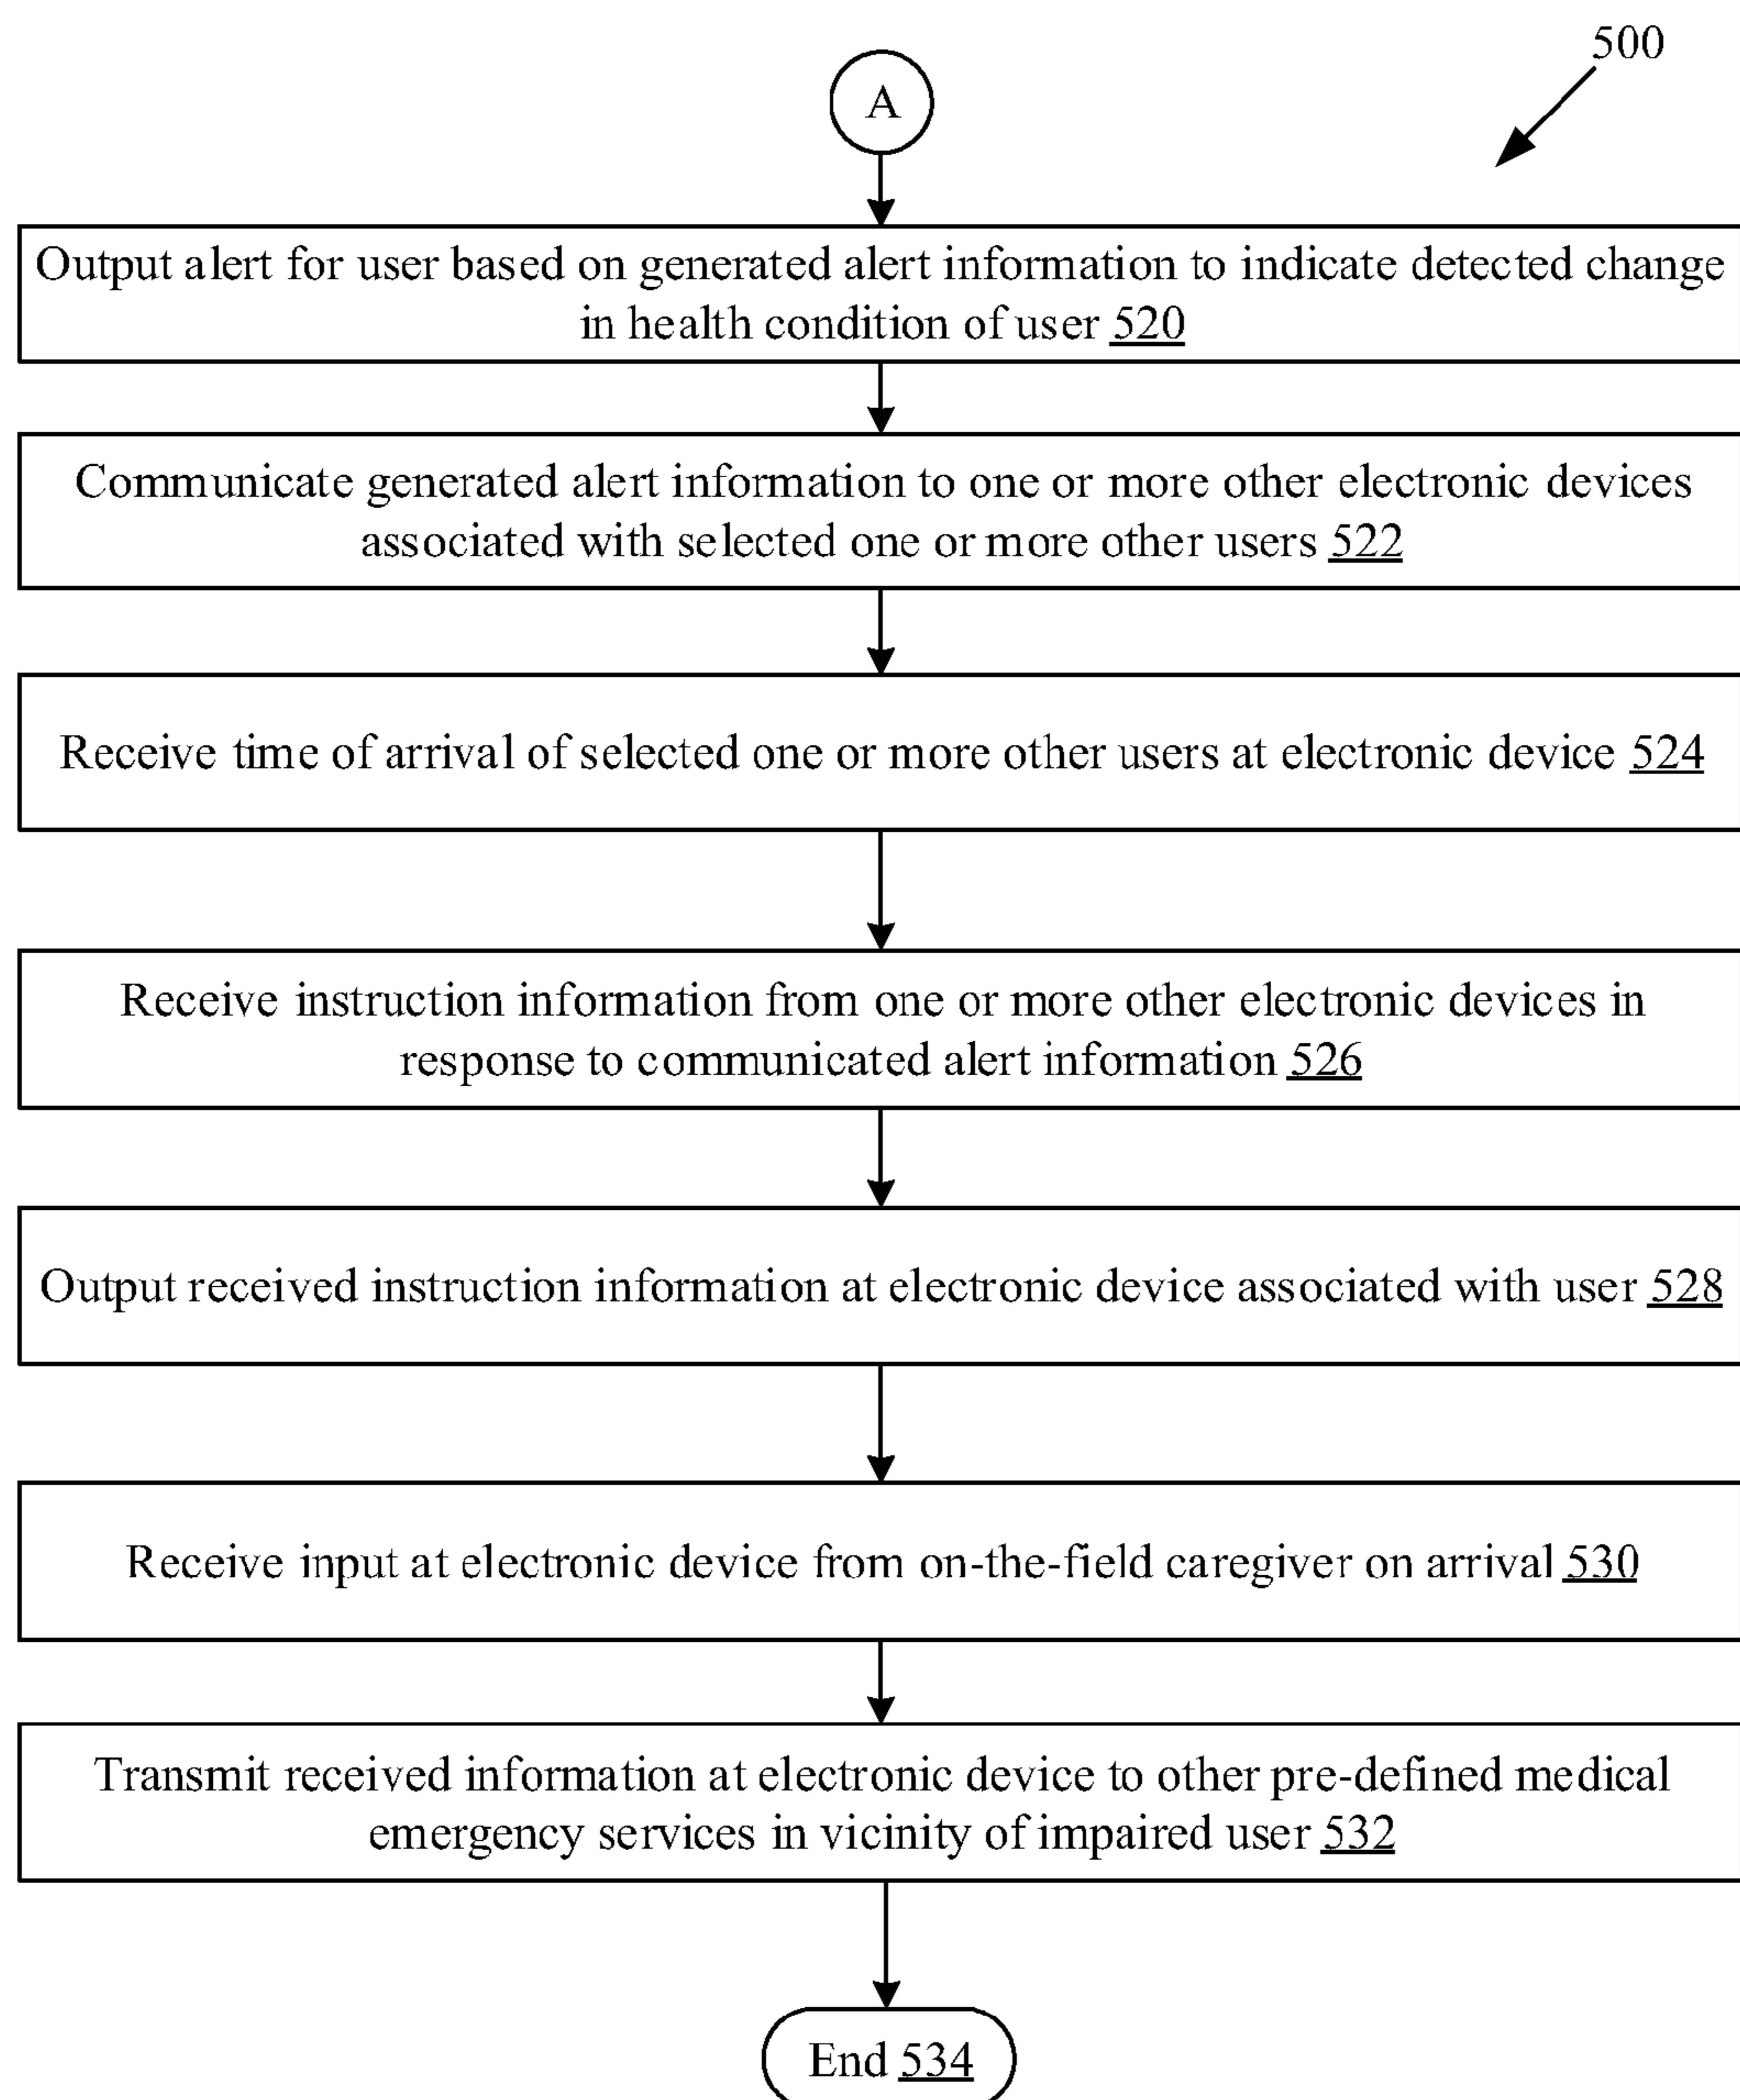 500
A
Output alert for user based on generated alert information to indicate detected change
in health condition of user 520
Communicate generated alert information to one or more other electronic devices
associated with selected one or more other users 522
Receive time of arrival of selected one or more other users at electronic device 524
Receive instruction information from one or more other electronic devices in
response to communicated alert information 526
Output received instruction information at electronic device associated with user 528
Receive input at electronic device from on-the-field caregiver on arrival 530
Transmit received information at electronic device to other pre-defined medical
emergency services in vicinity of impaired user 532
End 534